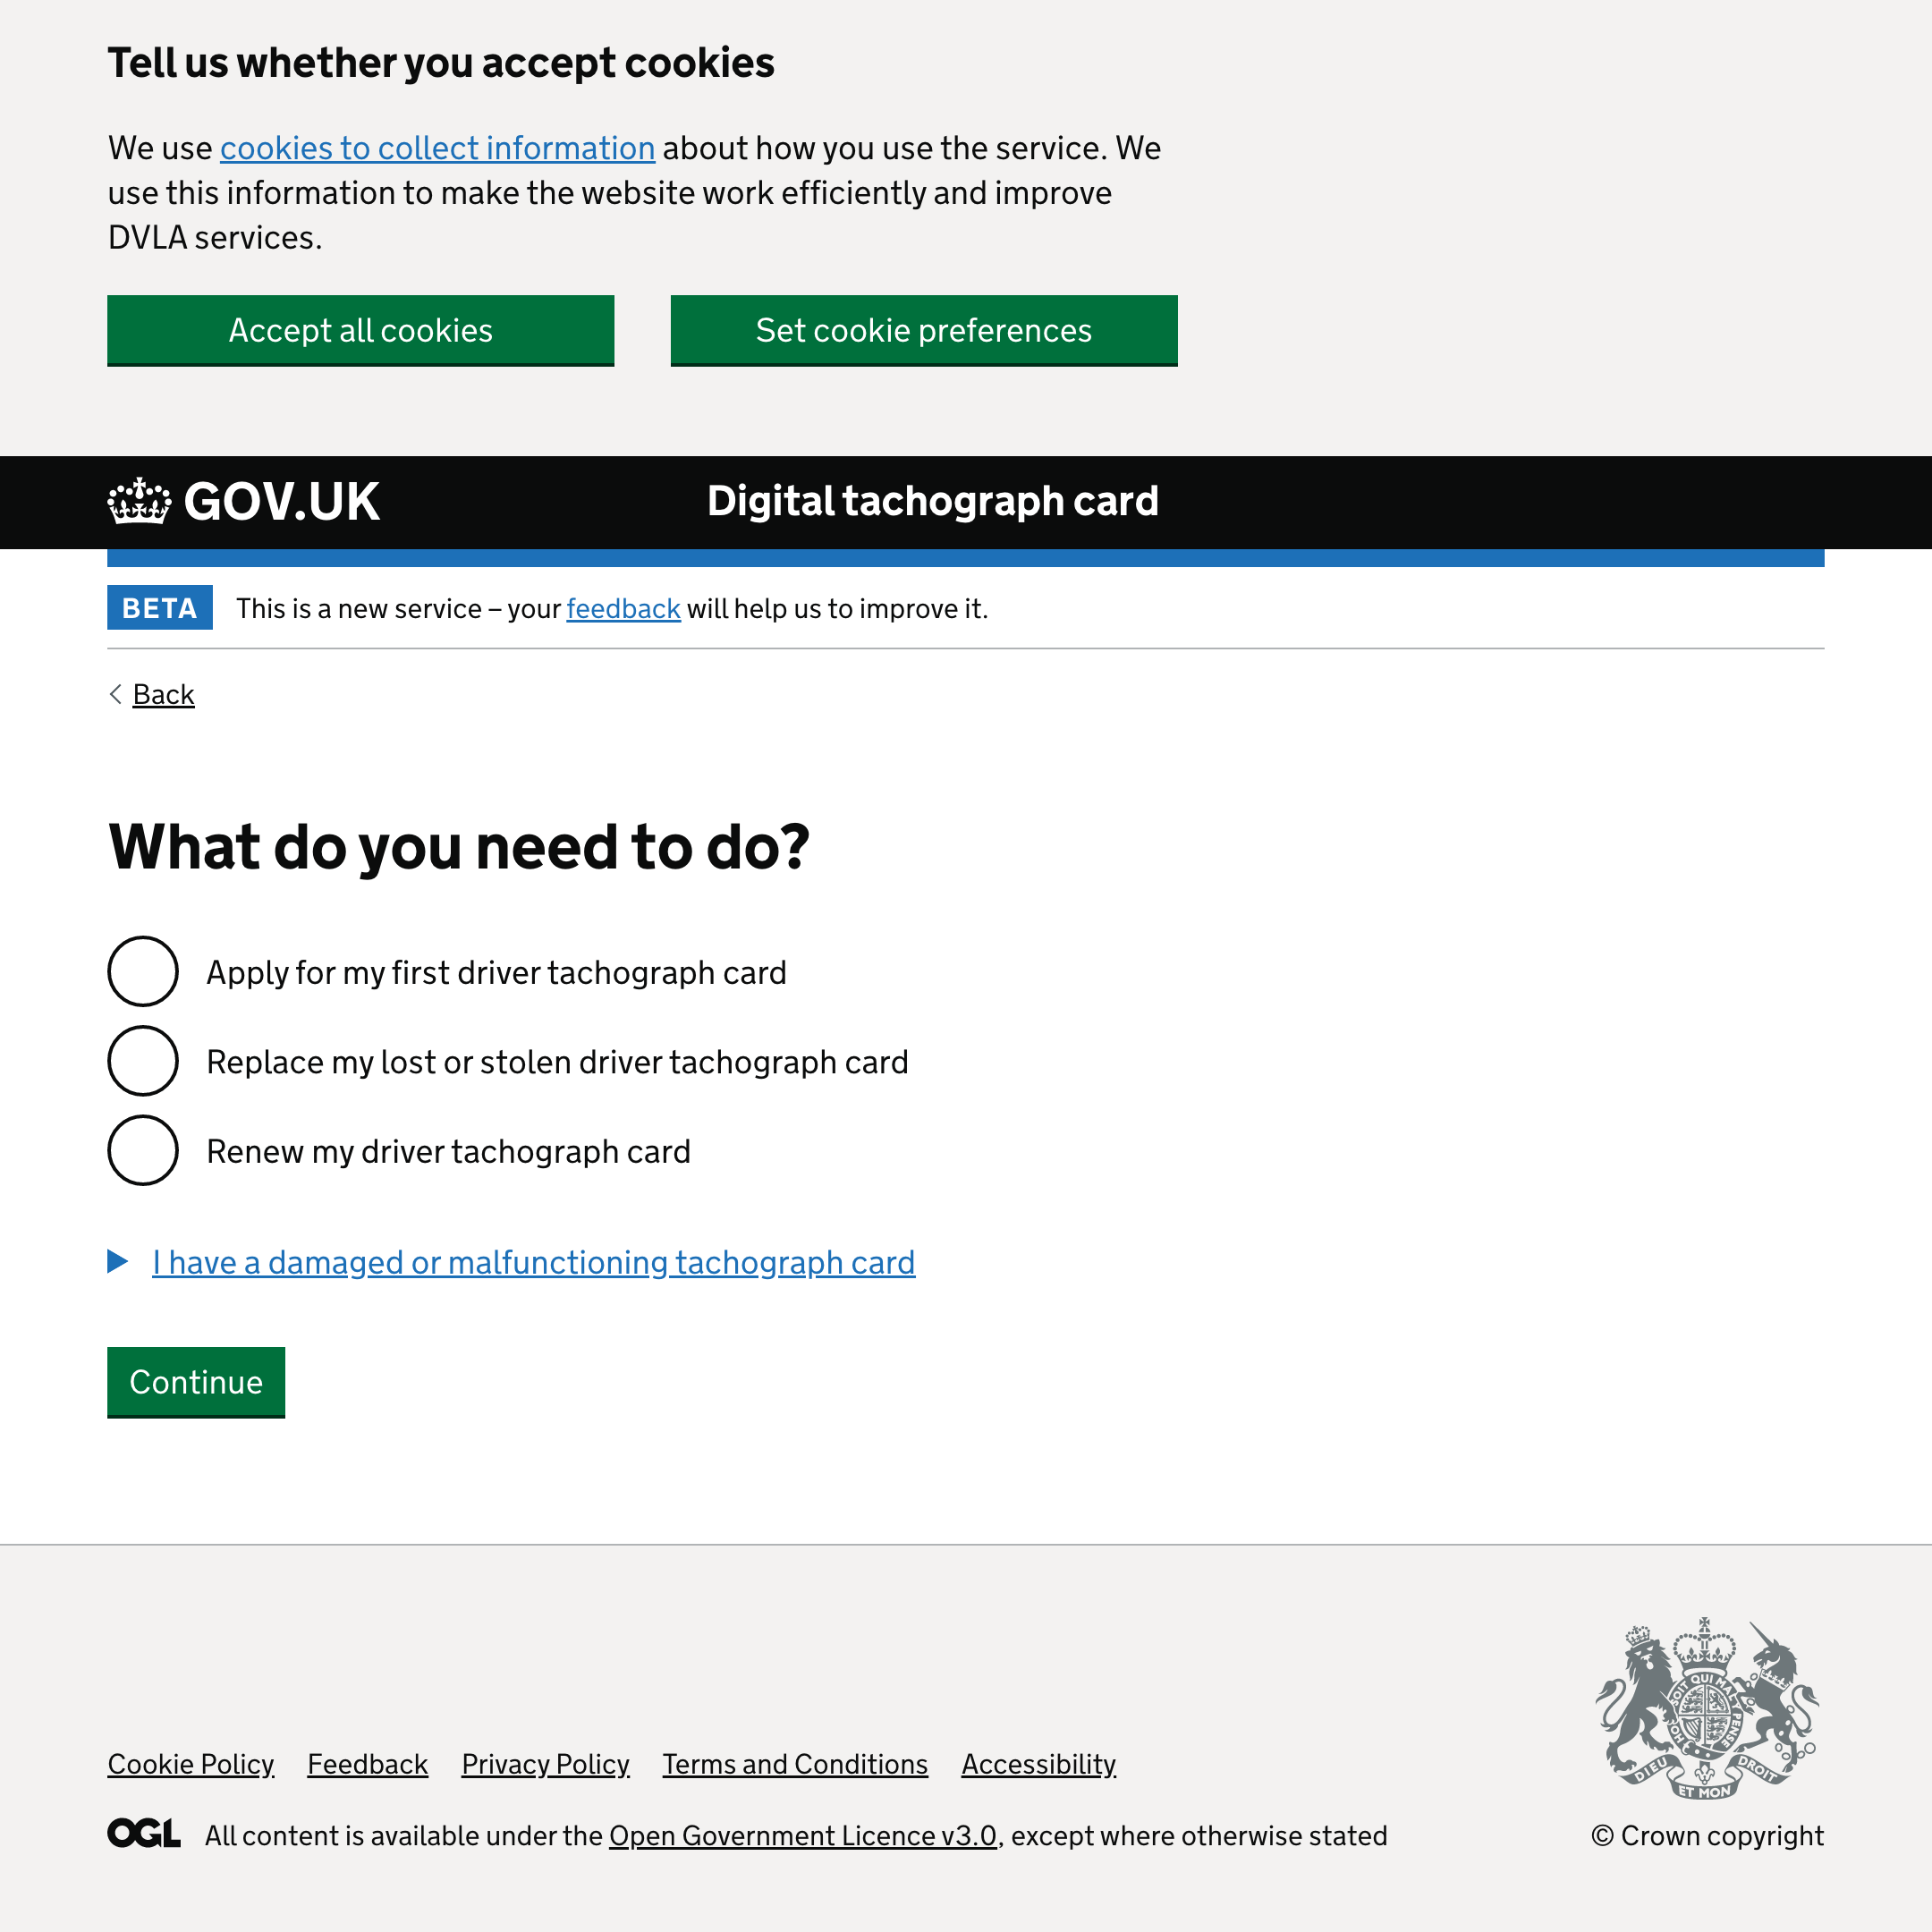 Tell us whether you accept cookies
We use cookies to collect information about how you use the service. We
use this information to make the website work efficiently and improve
DVLA services.
Accept all cookies
Set cookie preferences
GOV.UK
Digital tachograph card
BETA
This is a new service – your feedback will help us to improve it.
Back
What do you need to do?
Apply for my first driver tachograph card
Replace my lost or stolen driver tachograph card
Renew my driver tachograph card
I have a damaged or malfunctioning tachograph card
Continue
Cookie Policy Feedback Privacy Policy Terms and Conditions Accessibility
OGL All content is available under the Open Government Licence v3.0, except where otherwise stated
SOIT QUI MAL Y PENSE
DIEU ET MON DROIT
© Crown copyright